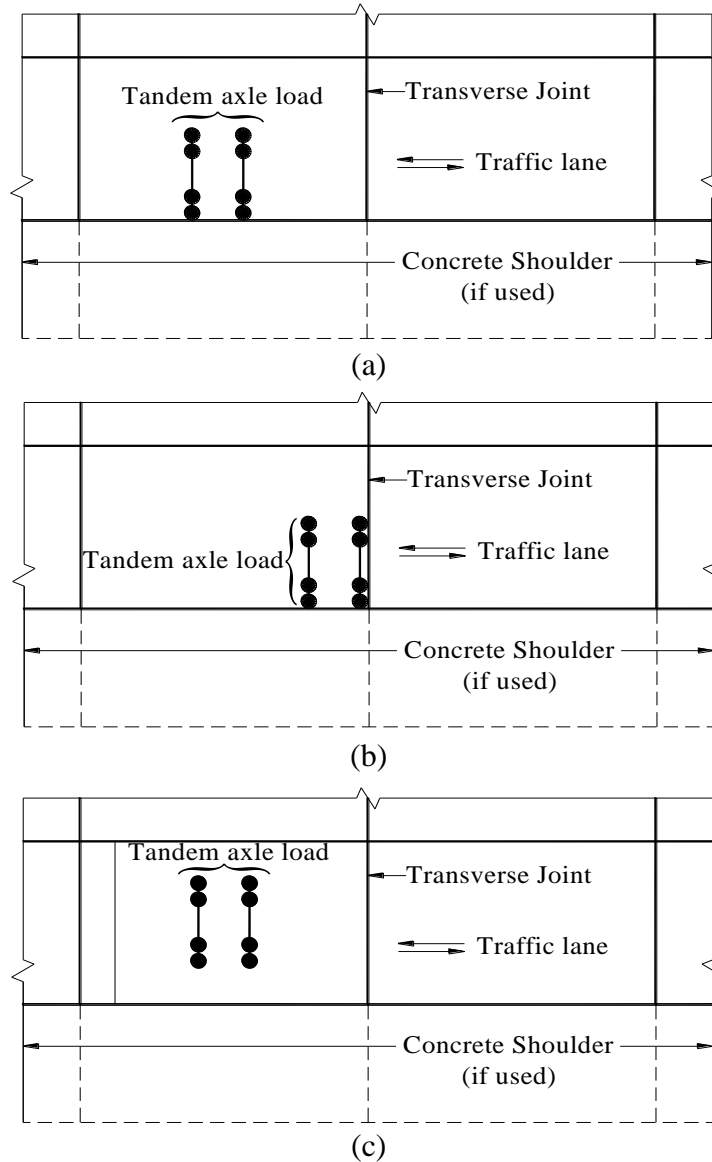 Tandem axle load
Transverse Joint
Traffic lane
Concrete Shoulder
(if used)
(a)
Transverse Joint
Tandem axle load
Traffic lane
Concrete Shoulder
(if used)
(b)
Tandem axle load
Transverse Joint
Traffic lane
Concrete Shoulder
(if used)
(c)